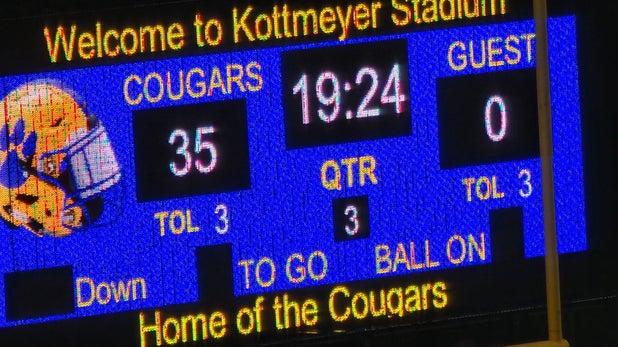 Welcome to Kottmeyer Stadium
COUGARS 19:24 GUEST
35 0
QTR
TOL 3 3 TOL 3
Down TO GO BALL ON
Home of the Cougars